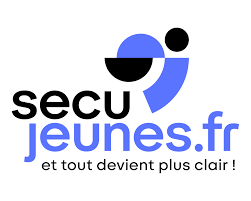 secu
jeunes.fr
et tout devient plus clair !